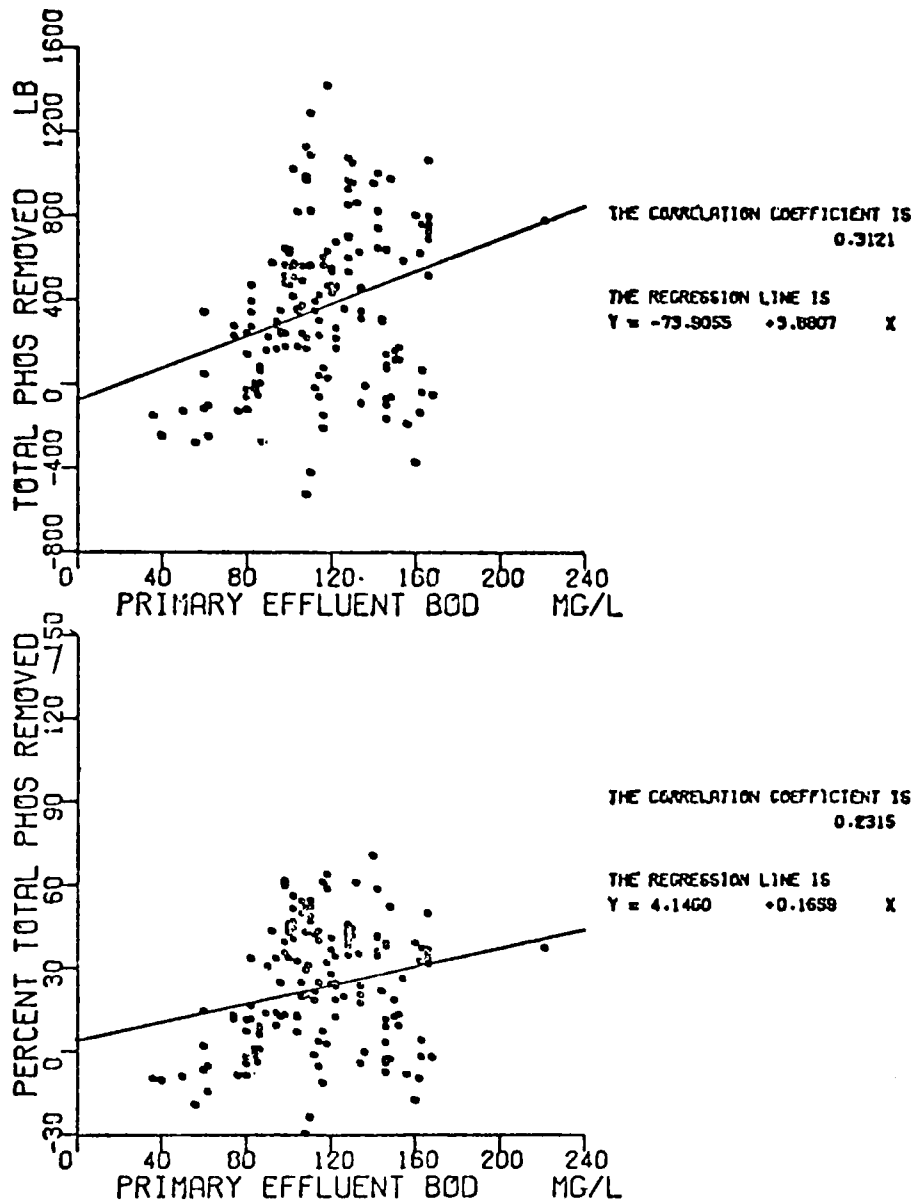 TOTAL PHOS REMOVED LB
1600
1200
800
400
0
-400
-800
0 40 80 120 160 200 240
PRIMARY EFFLUENT BOD MG/L
THE CORRELATION COEFFICIENT IS
0.3121
THE REGRESSION LINE IS
Y = +3.8807 X
PERCENT TOTAL PHOS REMOVED
150
120
90
60
30
0
-30
0 40 80 120 160 200 240
PRIMARY EFFLUENT BOD MG/L
THE CORRELATION COEFFICIENT IS
0.2315
THE REGRESSION LINE IS
Y = 4.1460 +0.1659 X